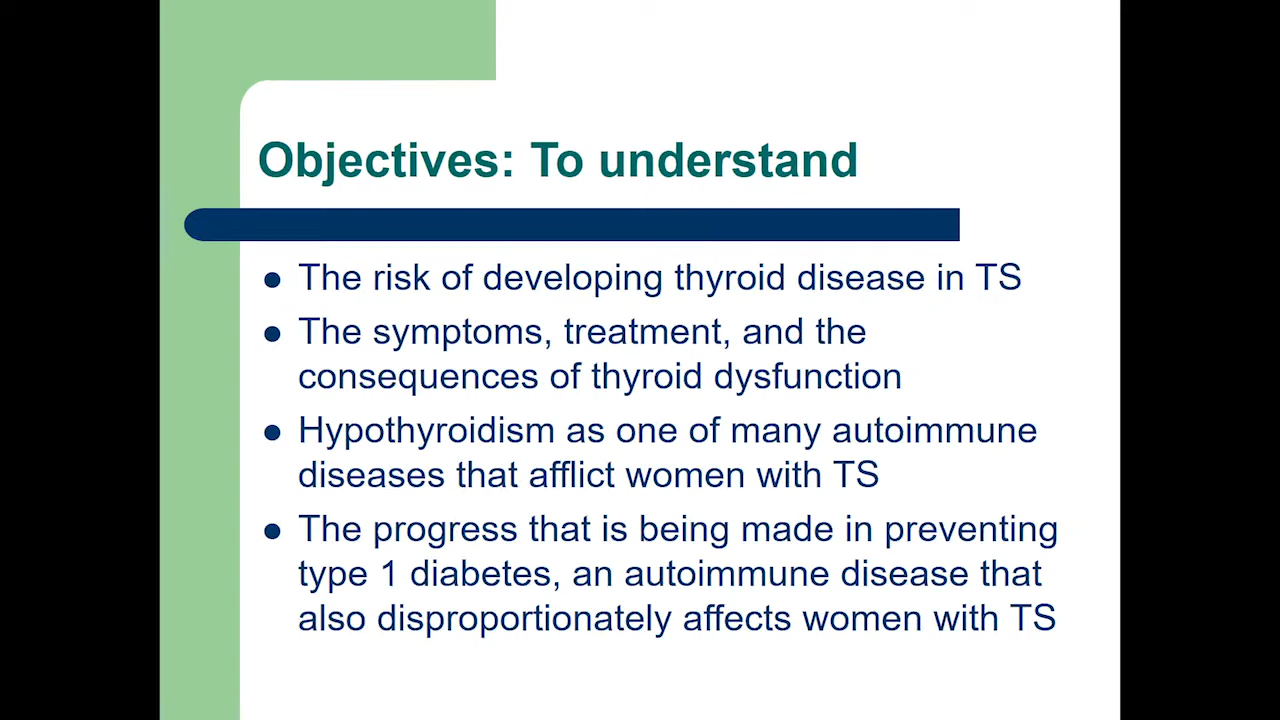 Objectives: To understand
● The risk of developing thyroid disease in TS
● The symptoms, treatment, and the
consequences of thyroid dysfunction
● Hypothyroidism as one of many autoimmune
diseases that afflict women with TS
● The progress that is being made in preventing
type 1 diabetes, an autoimmune disease that
also disproportionately affects women with TS